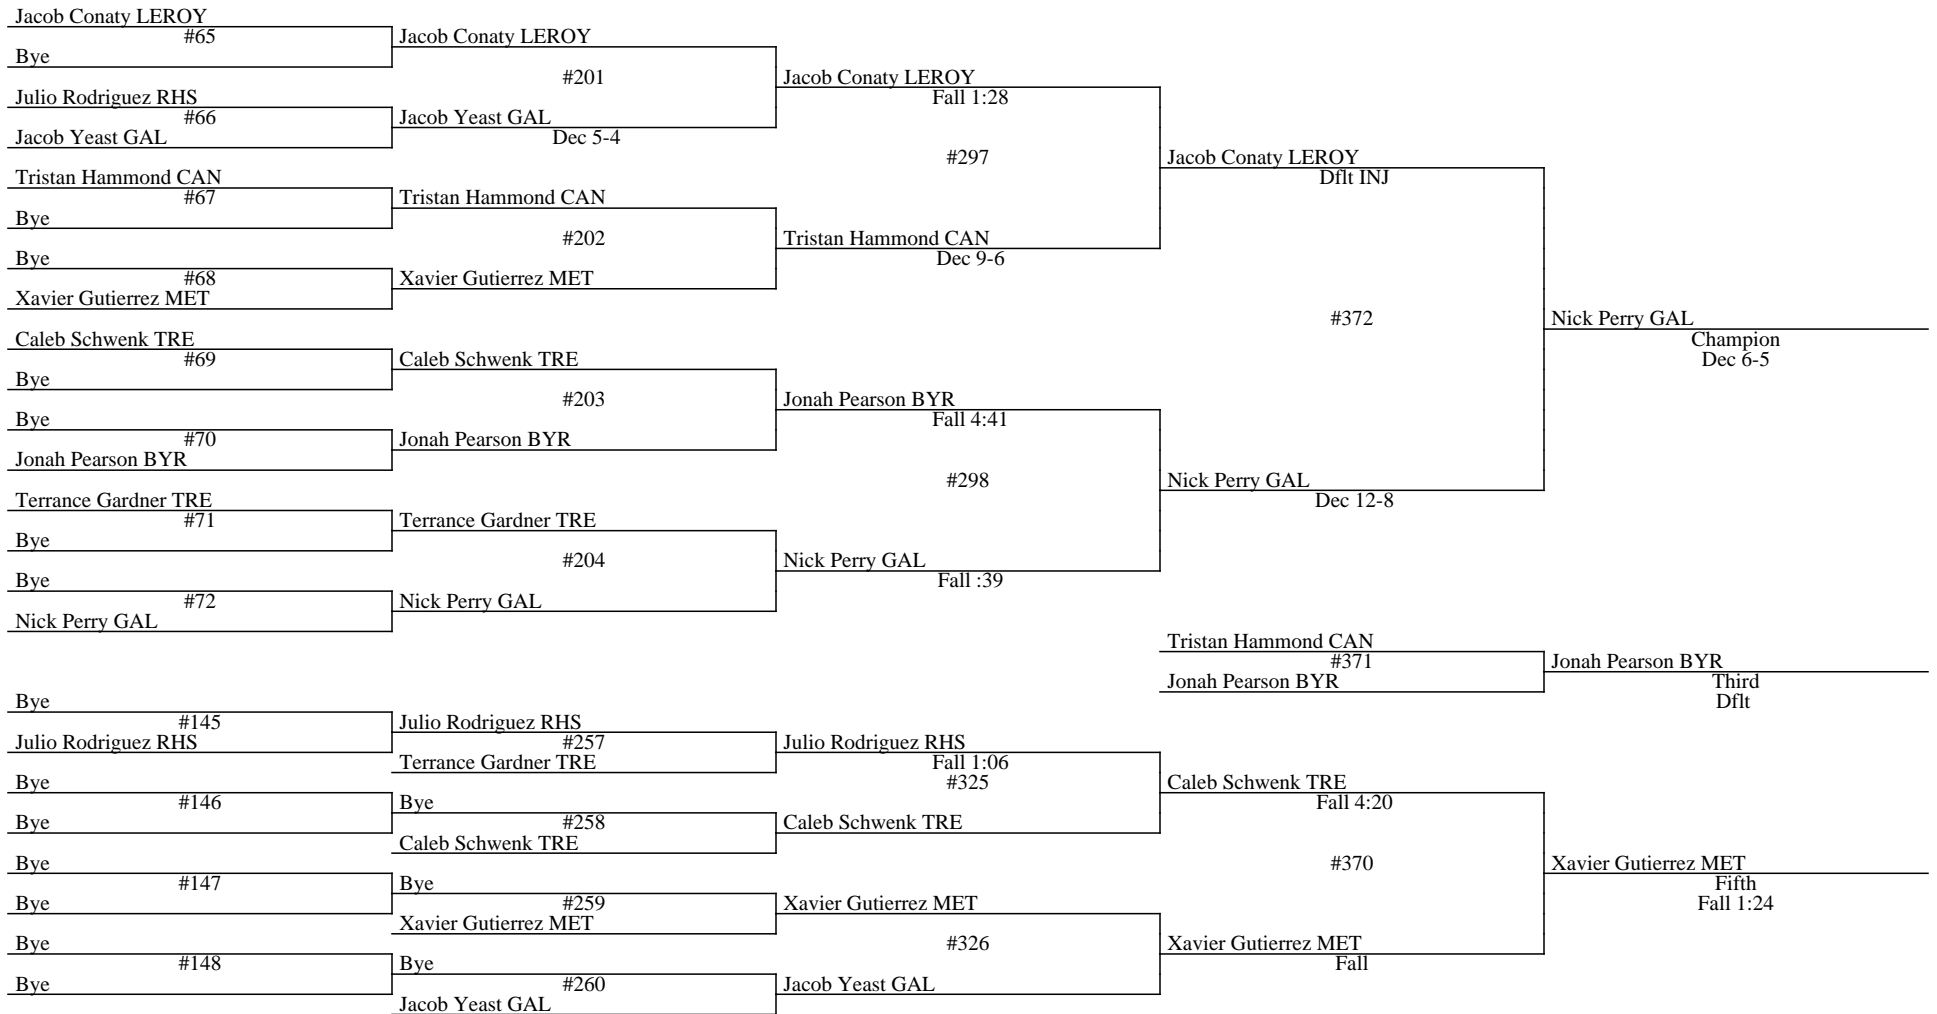 Jacob Conaty LEROY
#65
Bye
Jacob Conaty LEROY
#201
Julio Rodriguez RHS
#66
Jacob Yeast GAL
Jacob Yeast GAL
Dec 5-4
Jacob Conaty LEROY
Fall 1:28
#297
Tristan Hammond CAN
#67
Bye
Tristan Hammond CAN
#202
Bye
#68
Xavier Gutierrez MET
Xavier Gutierrez MET
Tristan Hammond CAN
Dec 9-6
Jacob Conaty LEROY
Dflt INJ
#372
Caleb Schwenk TRE
#69
Bye
Caleb Schwenk TRE
#203
Bye
#70
Jonah Pearson BYR
Jonah Pearson BYR
Jonah Pearson BYR
Fall 4:41
#298
Terrance Gardner TRE
#71
Bye
Terrance Gardner TRE
#204
Bye
#72
Nick Perry GAL
Nick Perry GAL
Nick Perry GAL
Fall :39
Nick Perry GAL
Dec 12-8
Nick Perry GAL
Champion
Dec 6-5
Tristan Hammond CAN
#371
Jonah Pearson BYR
Jonah Pearson BYR
Third
Dflt
Bye
#145
Julio Rodriguez RHS
Julio Rodriguez RHS
#257
Terrance Gardner TRE
Julio Rodriguez RHS
Fall 1:06
#325
Bye
#146
Bye
Bye
#258
Caleb Schwenk TRE
Caleb Schwenk TRE
Caleb Schwenk TRE
Fall 4:20
#370
Bye
#147
Bye
Bye
#259
Xavier Gutierrez MET
Xavier Gutierrez MET
#326
Bye
#148
Bye
Bye
#260
Jacob Yeast GAL
Jacob Yeast GAL
Xavier Gutierrez MET
Fall
Xavier Gutierrez MET
Fifth
Fall 1:24